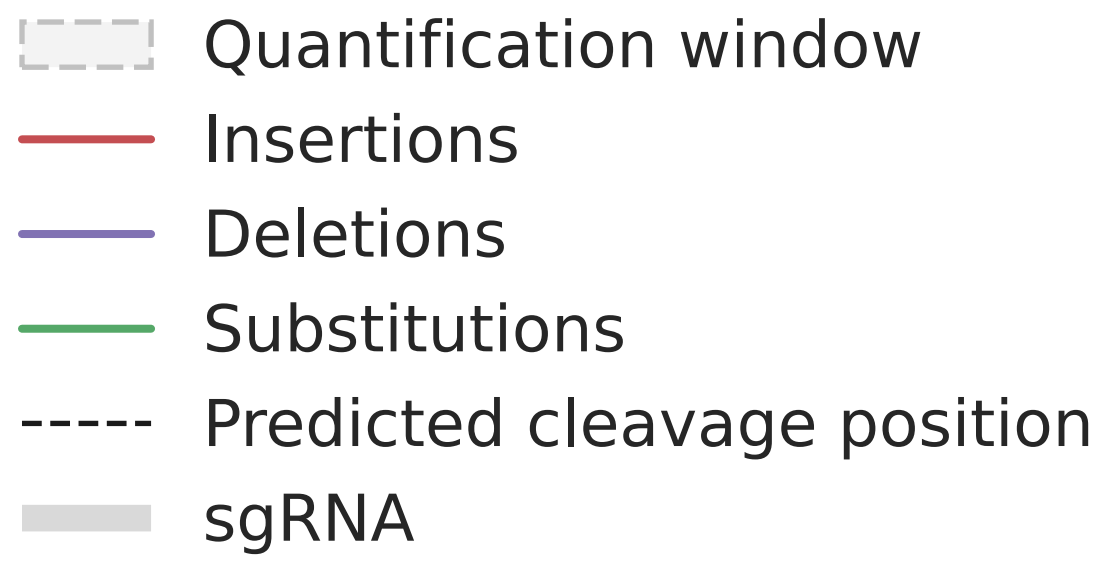 Quantification window
Insertions
Deletions
Substitutions
Predicted cleavage position
sgRNA